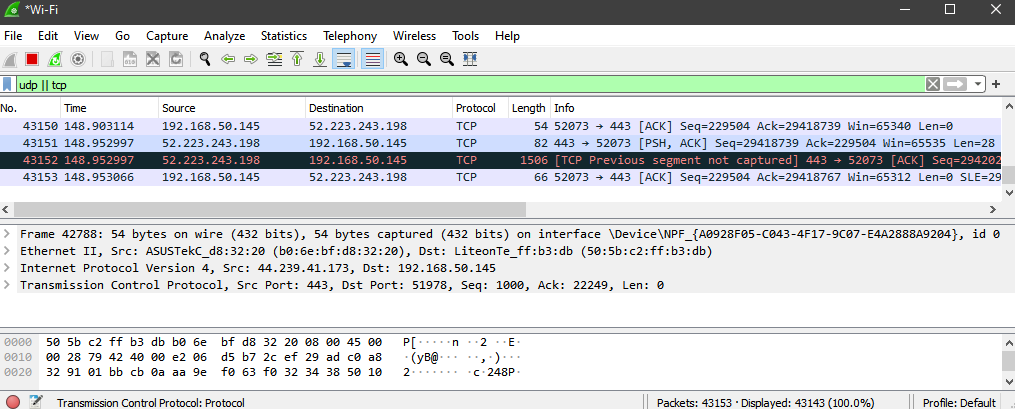 *Wi-Fi
File Edit View Go Capture Analyze Statistics Telephony Wireless Tools Help
udp || tcp
No. Time Source Destination Protocol Length Info
43150 148.903114 192.168.50.145 52.223.243.198 TCP 54 52073 → 443 [ACK] Seq=229504 Ack=29418739 Win=65340 Len=0
43151 148.952997 52.223.243.198 192.168.50.145 TCP 82 443 → 52073 [PSH, ACK] Seq=29418739 Ack=229504 Win=65535 Len=28
43152 148.952997 52.223.243.198 192.168.50.145 TCP 1506 [TCP Previous segment not captured] 443 → 52073 [ACK] Seq=294202
43153 148.953066 192.168.50.145 52.223.243.198 TCP 66 52073 → 443 [ACK] Seq=229504 Ack=29418767 Win=65312 Len=0 SLE=29
Frame 42788: 54 bytes on wire (432 bits), 54 bytes captured (432 bits) on interface \Device\NPF_{A0928F05-C043-4F17-9C07-E4A2888A9204}, id 0
Ethernet II, Src: ASUSTekC_d8:32:20 (b0:6e:bf:d8:32:20), Dst: LiteonTe_ff:b3:db (50:5b:c2:ff:b3:db)
Internet Protocol Version 4, Src: 44.239.41.173, Dst: 192.168.50.145
Transmission Control Protocol, Src Port: 443, Dst Port: 51978, Seq: 1000, Ack: 22249, Len: 0
0000 50 5b c2 ff b3 db b0 6e bf d8 32 20 08 00 45 00 P[·····n ··2 ··E·
0010 00 28 79 42 40 00 e2 06 d5 b7 2c ef 29 ad c0 a8 ·(yB@··· ··,·)···
0020 32 91 01 bb cb 0a aa 9e f0 63 f0 32 34 38 50 10 2······· ·c·248P·
Transmission Control Protocol: Protocol Packets: 43153 · Displayed: 43143 (100.0%) Profile: Default